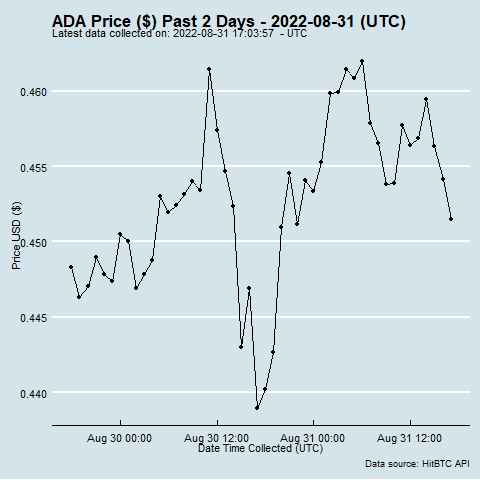 ADA Price ($) Past 2 Days - 2022-08-31 (UTC)
Latest data collected on: 2022-08-31 17:03:57 - UTC
Price USD ($)
0.460
0.455
0.450
0.445
0.440
Aug 30 00:00 Aug 30 12:00 Aug 31 00:00 Aug 31 12:00
Date Time Collected (UTC)
Data source: HitBTC API